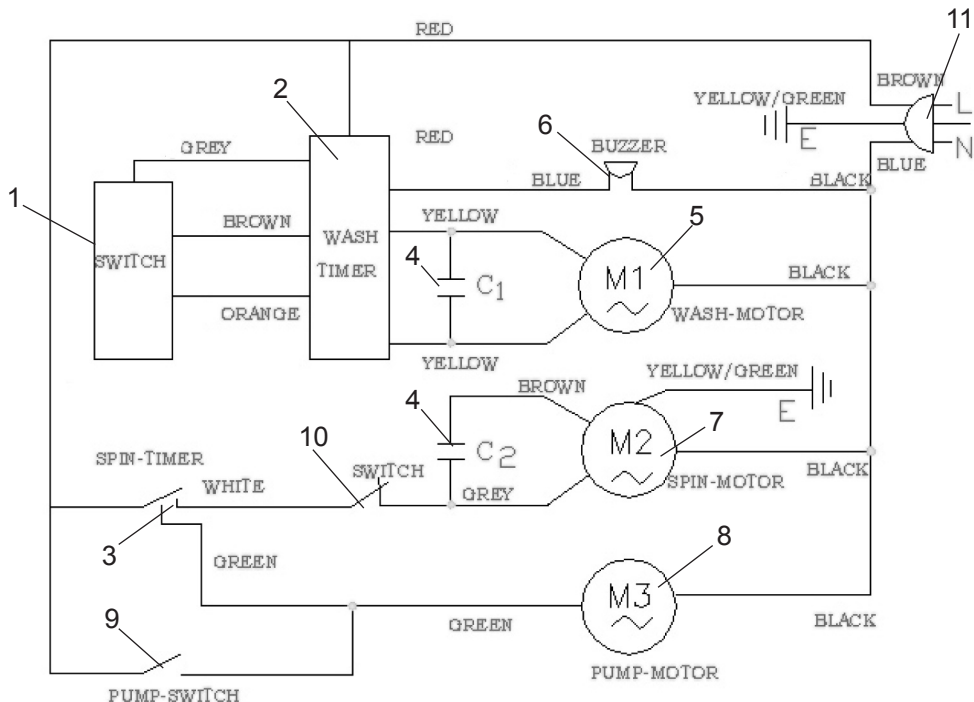 RED
11
BROWN
L
YELLOW/GREEN
E
N
BLUE
2
6
RED
BUZZER
GREY
BLUE
BLACK
1
YELLOW
5
BROWN
WASH
4
SWITCH
TIMER
C1
M1
BLACK
ORANGE
WASH-MOTOR
YELLOW
YELLOW/GREEN
BROWN
E
4
10
C2
M2
7
SPIN-TIMER
SWITCH
BLACK
WHITE
GREY
SPIN-MOTOR
3
GREEN
8
9
M3
GREEN
BLACK
PUMP-MOTOR
PUMP-SWITCH